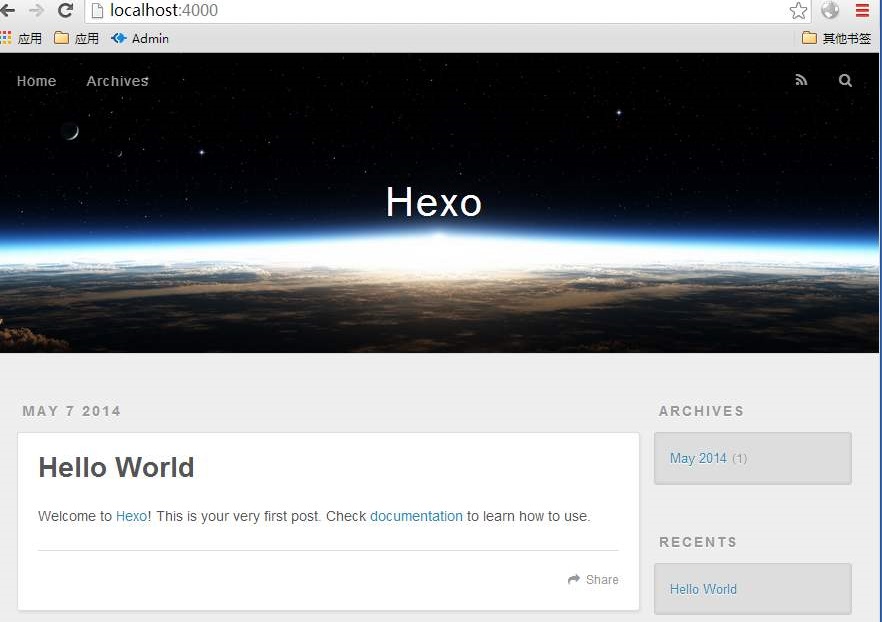 localhost:4000
应用 应用 Admin 其他书签
Home Archives
Hexo
MAY 7 2014
ARCHIVES
Hello World
May 2014 (1)
Welcome to Hexo! This is your very first post. Check documentation to learn how to use.
RECENTS
Share
Hello World